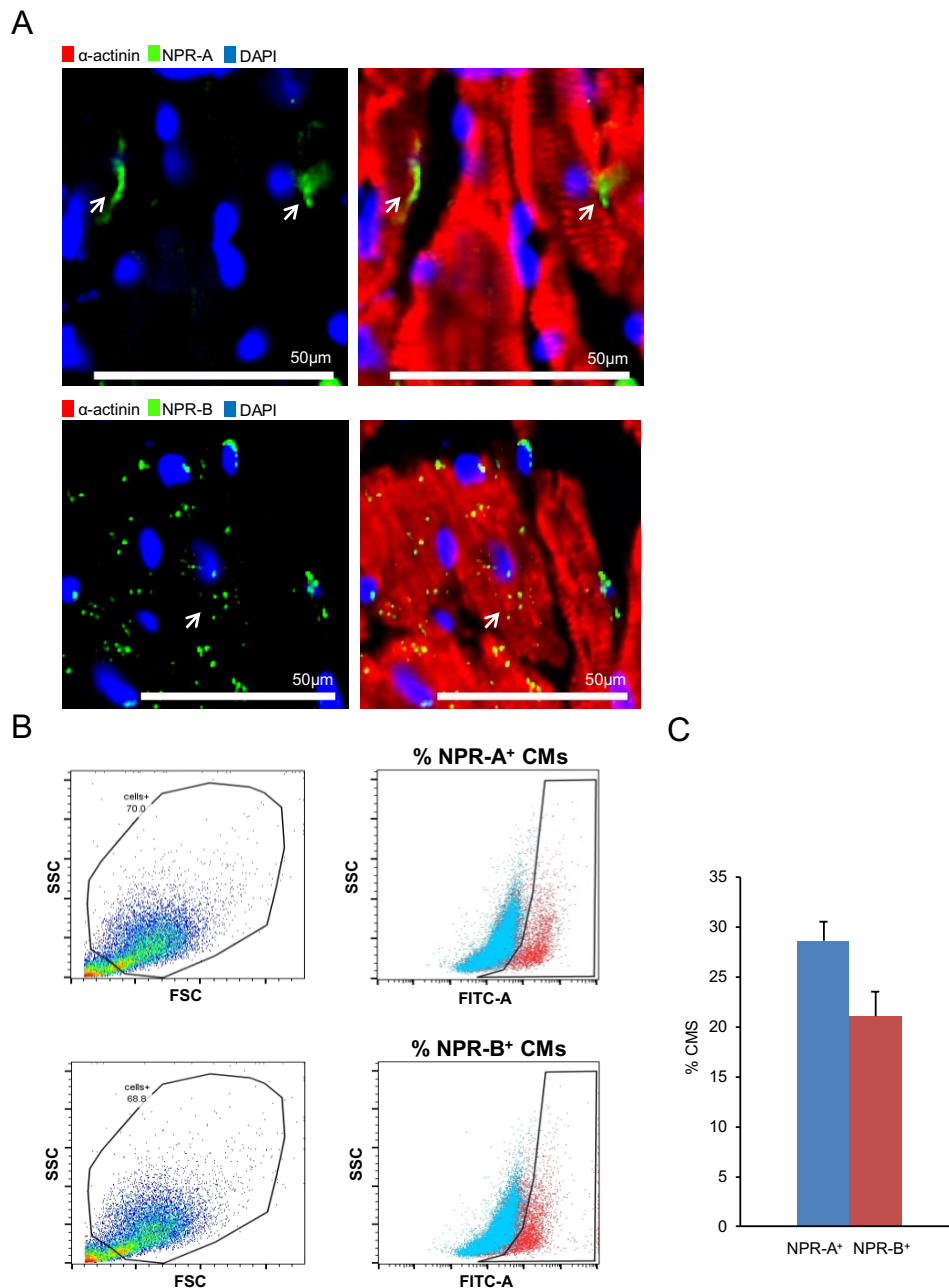 A
α-actinin NPR-A DAPI
50µm 50µm
α-actinin NPR-B DAPI
50µm 50µm
B
C
% NPR-A⁺ CMs
cells+
70.0
SSC
FSC
SSC
FITC-A
% NPR-B⁺ CMs
cells+
68.8
SSC
FSC
SSC
FITC-A
% CMS
35
30
25
20
15
10
5
0
NPR-A⁺ NPR-B⁺